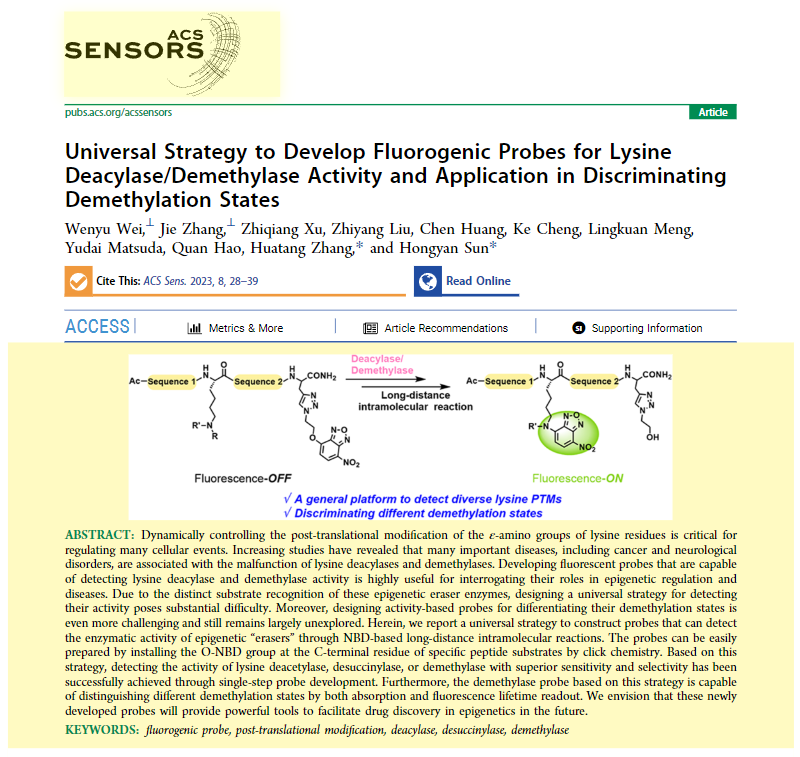 ACS
SENSORS
pubs.acs.org/acssensors
Article
Universal Strategy to Develop Fluorogenic Probes for Lysine
Deacylase/Demethylase Activity and Application in Discriminating
Demethylation States
Wenyu Wei,⊥ Jie Zhang,⊥ Zhiqiang Xu, Zhiyang Liu, Chen Huang, Ke Cheng, Lingkuan Meng,
Yudai Matsuda, Quan Hao, Huatang Zhang,* and Hongyan Sun*
Cite This: ACS Sens. 2023, 8, 28–39
Read Online
ACCESS
Metrics & More
Article Recommendations
SI Supporting Information
Ac-Sequence 1
H
N
O
Sequence 2
H
N
CONH2
N
N
N
R'
N
R
O
N
O
N
NO2
Fluorescence-OFF
Deacylase/
Demethylase
Long-distance
intramolecular reaction
Ac-Sequence 1
H
N
O
Sequence 2
H
N
CONH2
N
N
N
OH
R'
N
N-O
N
NO2
Fluorescence-ON
√ A general platform to detect diverse lysine PTMs
√ Discriminating different demethylation states
ABSTRACT: Dynamically controlling the post-translational modification of the ε-amino groups of lysine residues is critical for
regulating many cellular events. Increasing studies have revealed that many important diseases, including cancer and neurological
disorders, are associated with the malfunction of lysine deacylases and demethylases. Developing fluorescent probes that are capable
of detecting lysine deacylase and demethylase activity is highly useful for interrogating their roles in epigenetic regulation and
diseases. Due to the distinct substrate recognition of these epigenetic eraser enzymes, designing a universal strategy for detecting
their activity poses substantial difficulty. Moreover, designing activity-based probes for differentiating their demethylation states is
even more challenging and still remains largely unexplored. Herein, we report a universal strategy to construct probes that can detect
the enzymatic activity of epigenetic “erasers” through NBD-based long-distance intramolecular reactions. The probes can be easily
prepared by installing the O-NBD group at the C-terminal residue of specific peptide substrates by click chemistry. Based on this
strategy, detecting the activity of lysine deacetylase, desuccinylase, or demethylase with superior sensitivity and selectivity has been
successfully achieved through single-step probe development. Furthermore, the demethylase probe based on this strategy is capable
of distinguishing different demethylation states by both absorption and fluorescence lifetime readout. We envision that these newly
developed probes will provide powerful tools to facilitate drug discovery in epigenetics in the future.
KEYWORDS: fluorogenic probe, post-translational modification, deacylase, desuccinylase, demethylase